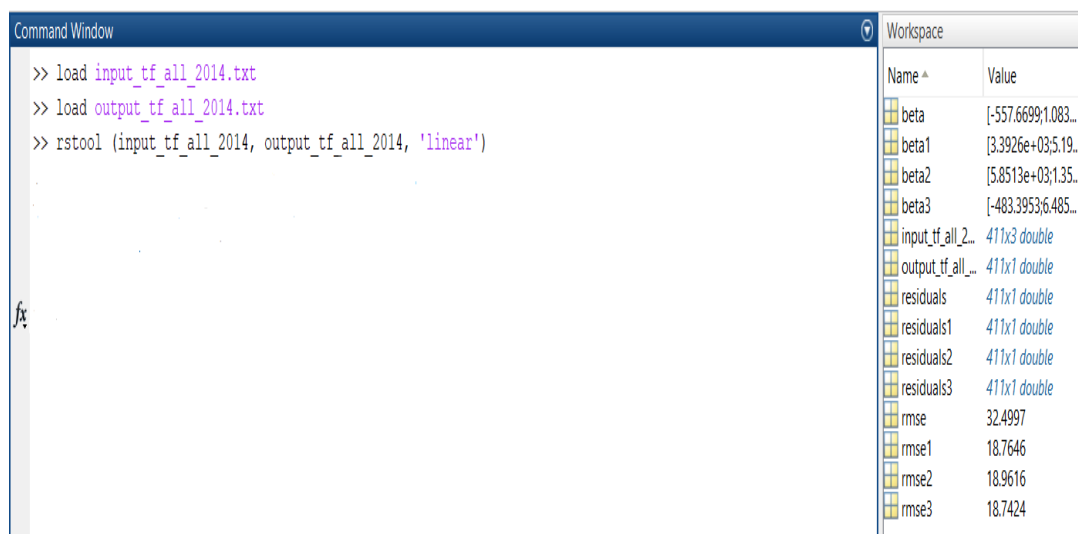 Command Window
>> load input_tf_all_2014.txt
>> load output_tf_all_2014.txt
>> rstool (input_tf_all_2014, output_tf_all_2014, 'linear')
fx
Workspace
Name Value
beta [-557.6699;1.083...
beta1 [3.3926e+03;5.19...
beta2 [5.8513e+03;1.35...
beta3 [-483.3953;6.485...
input_tf_all_2... 411x3 double
output_tf_all_... 411x1 double
residuals 411x1 double
residuals1 411x1 double
residuals2 411x1 double
residuals3 411x1 double
rmse 32.4997
rmse1 18.7646
rmse2 18.9616
rmse3 18.7424